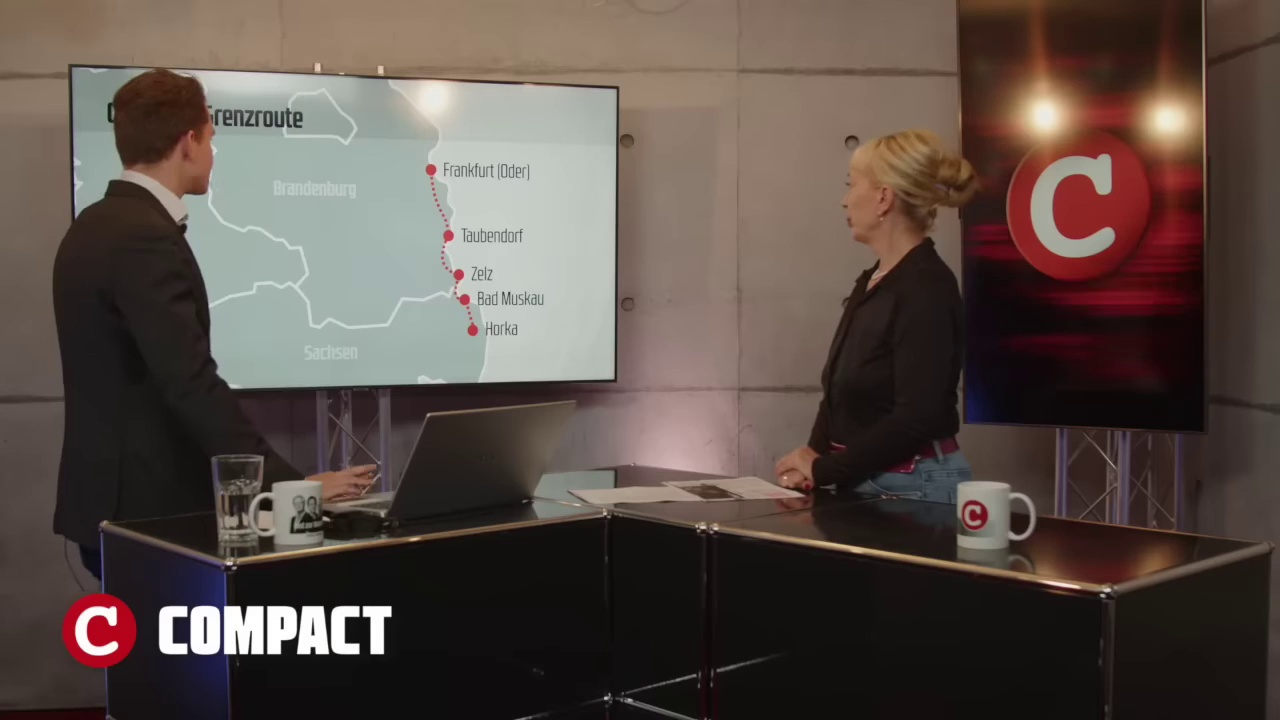 Grenzroute
Brandenburg
Frankfurt (Oder)
Taubendorf
Zelz
Bad Muskau
Horka
Sachsen
C
C
C COMPACT